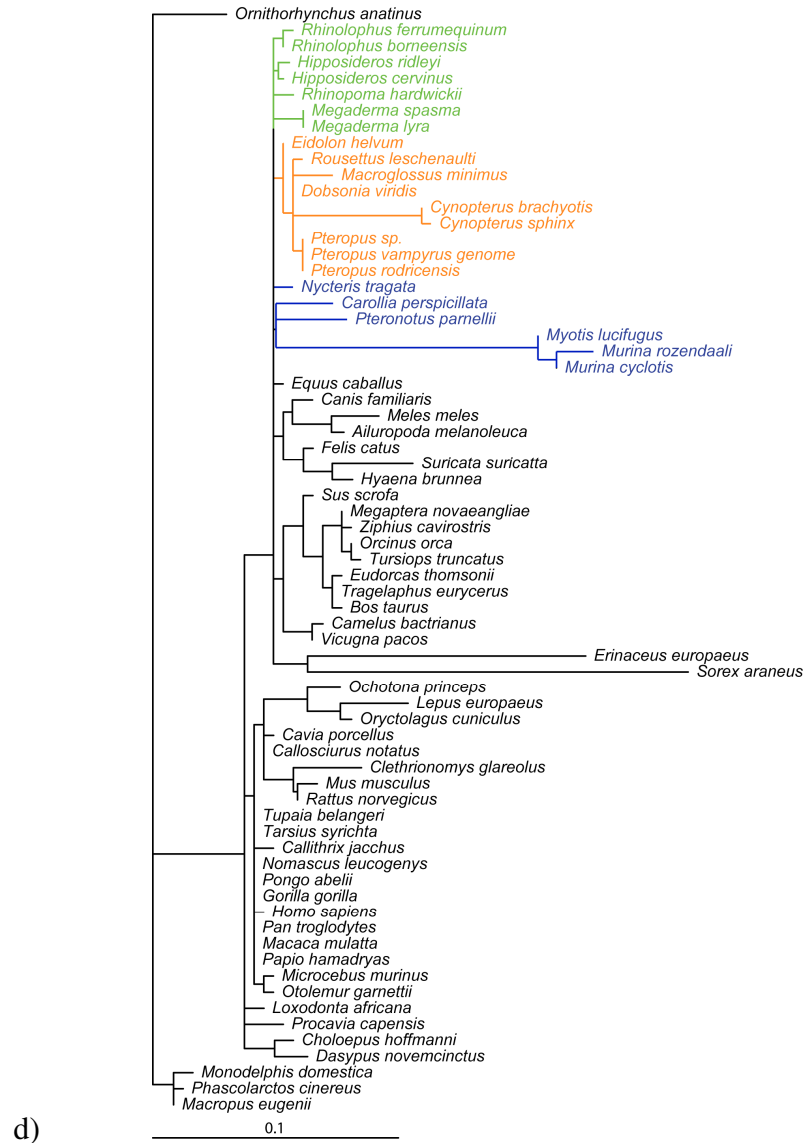 Ornithorhynchus anatinus
Rhinolophus ferrumequinum
Rhinolophus borneensis
Hipposideros ridleyi
Hipposideros cervinus
Rhinopoma hardwickii
Megaderma spasma
Megaderma lyra
Eidolon helvum
Rousettus leschenaulti
Macroglossus minimus
Dobsonia viridis
Cynopterus brachyotis
Cynopterus sphinx
Pteropus sp.
Pteropus vampyrus genome
Pteropus rodricensis
Nycteris tragata
Carollia perspicillata
Pteronotus parnellii
Myotis lucifugus
Murina rozendaali
Murina cyclotis
Equus caballus
Canis familiaris
Meles meles
Ailuropoda melanoleuca
Felis catus
Suricata suricatta
Hyaena brunnea
Sus scrofa
Megaptera novaeangliae
Ziphius cavirostris
Orcinus orca
Tursiops truncatus
Eudorcas thomsonii
Tragelaphus eurycerus
Bos taurus
Camelus bactrianus
Vicugna pacos
Erinaceus europaeus
Sorex araneus
Ochotona princeps
Lepus europaeus
Oryctolagus cuniculus
Cavia porcellus
Callosciurus notatus
Clethrionomys glareolus
Mus musculus
Rattus norvegicus
Tupaia belangeri
Tarsius syrichta
Callithrix jacchus
Nomascus leucogenys
Pongo abelii
Gorilla gorilla
Homo sapiens
Pan troglodytes
Macaca mulatta
Papio hamadryas
Microcebus murinus
Otolemur garnettii
Loxodonta africana
Procavia capensis
Choloepus hoffmanni
Dasypus novemcinctus
Monodelphis domestica
Phascolarctos cinereus
Macropus eugenii
d)
0.1